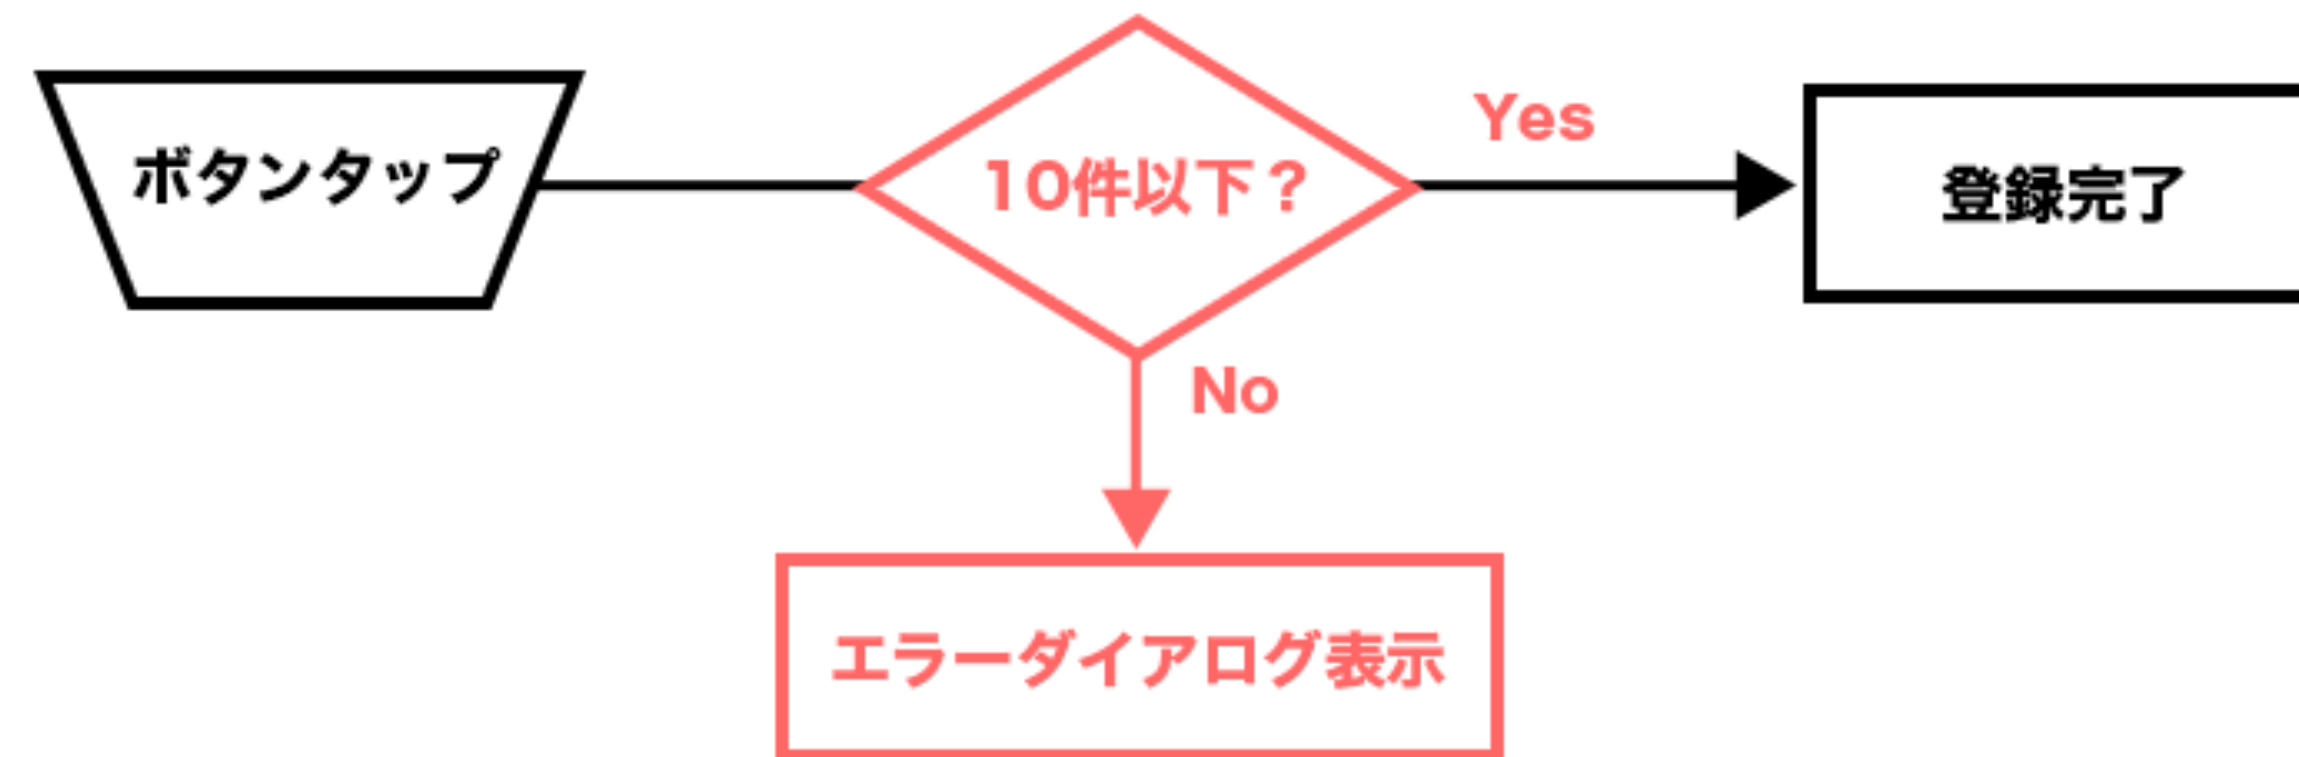 ボタンタップ
10件以下？
Yes
登録完了
No
エラーダイアログ表示